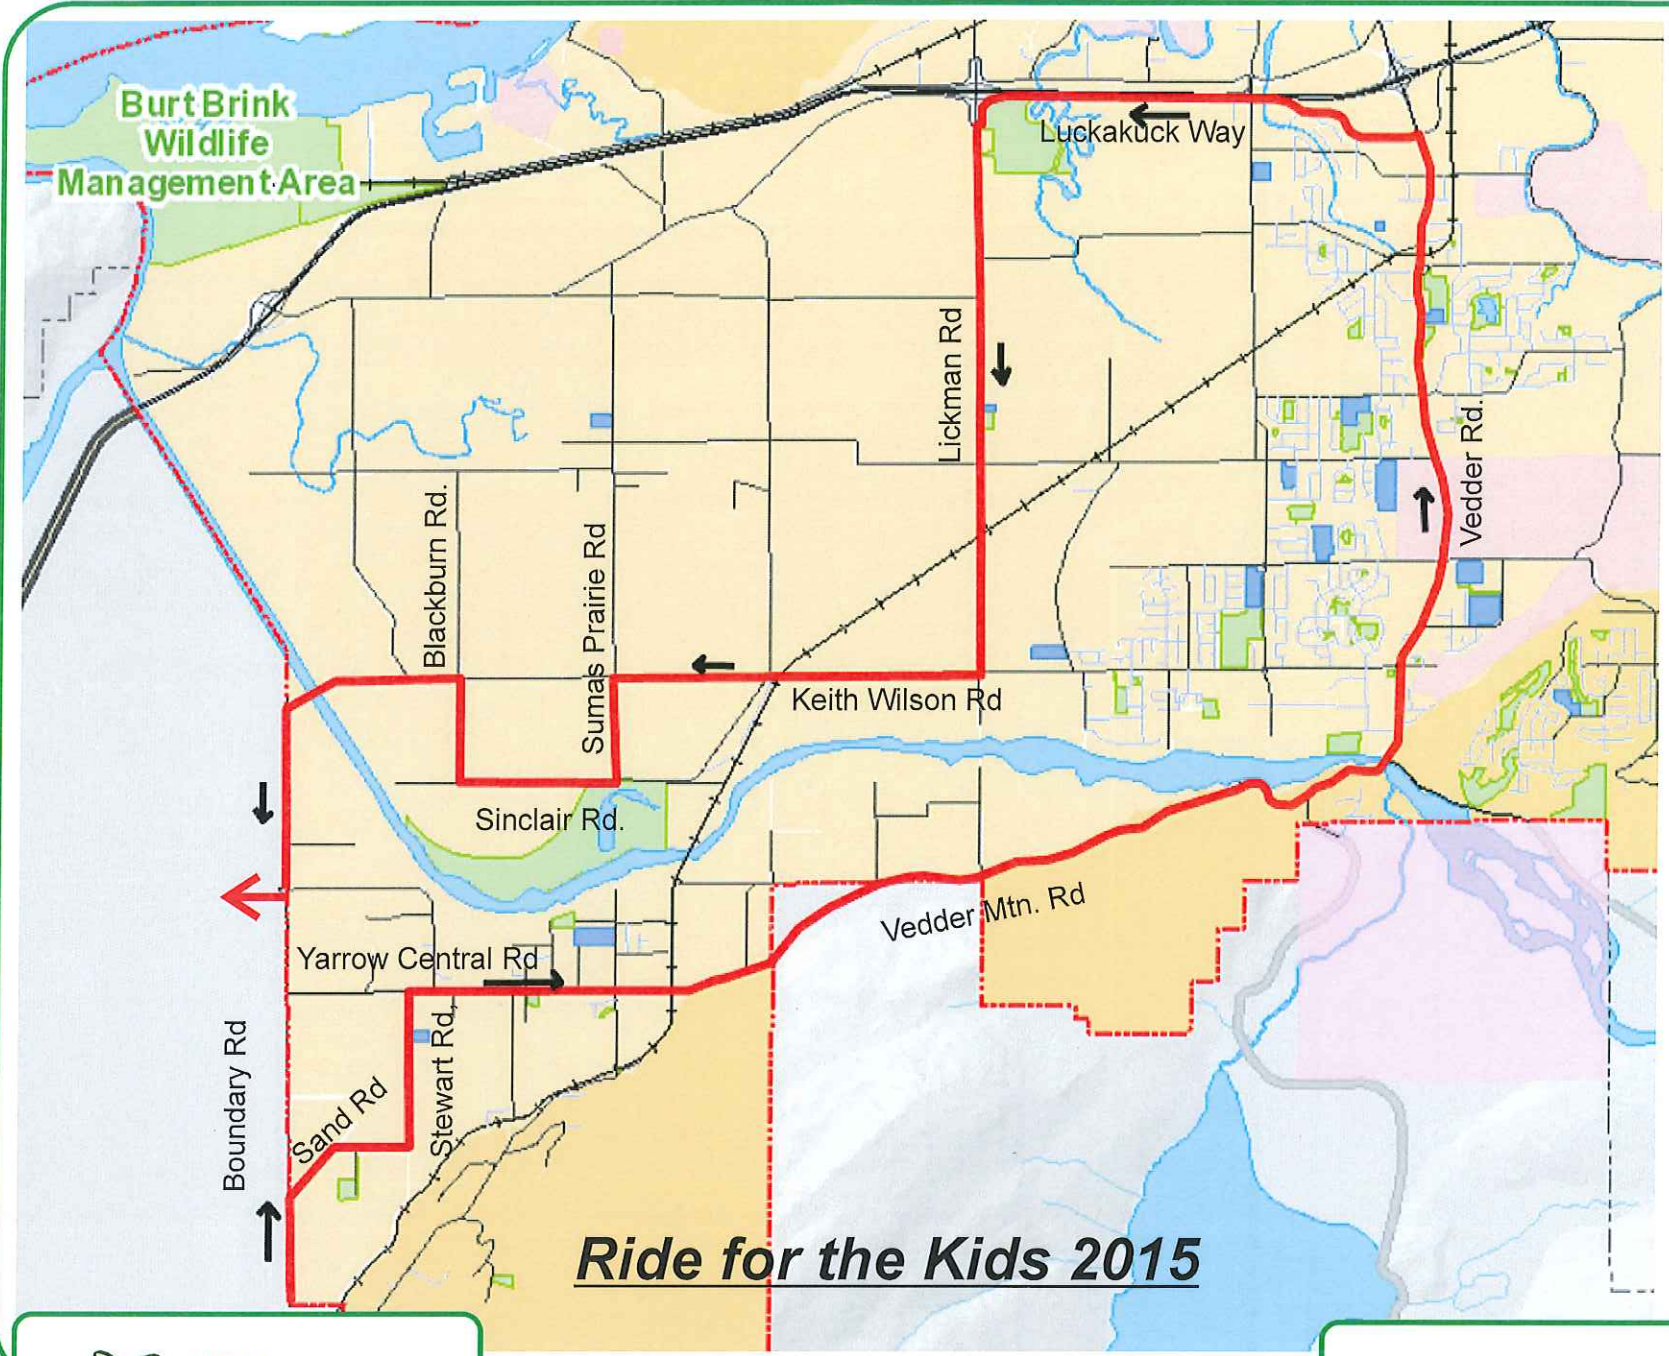 Burt Brink
Wildlife
Management Area
Luckakuck Way
Lickman Rd
Vedder Rd.
Blackburn Rd.
Sumas Prairie Rd
Keith Wilson Rd
Sinclair Rd.
Vedder Mtn. Rd
Yarrow Central Rd
Boundary Rd
Sand Rd
Stewart Rd
Ride for the Kids 2015